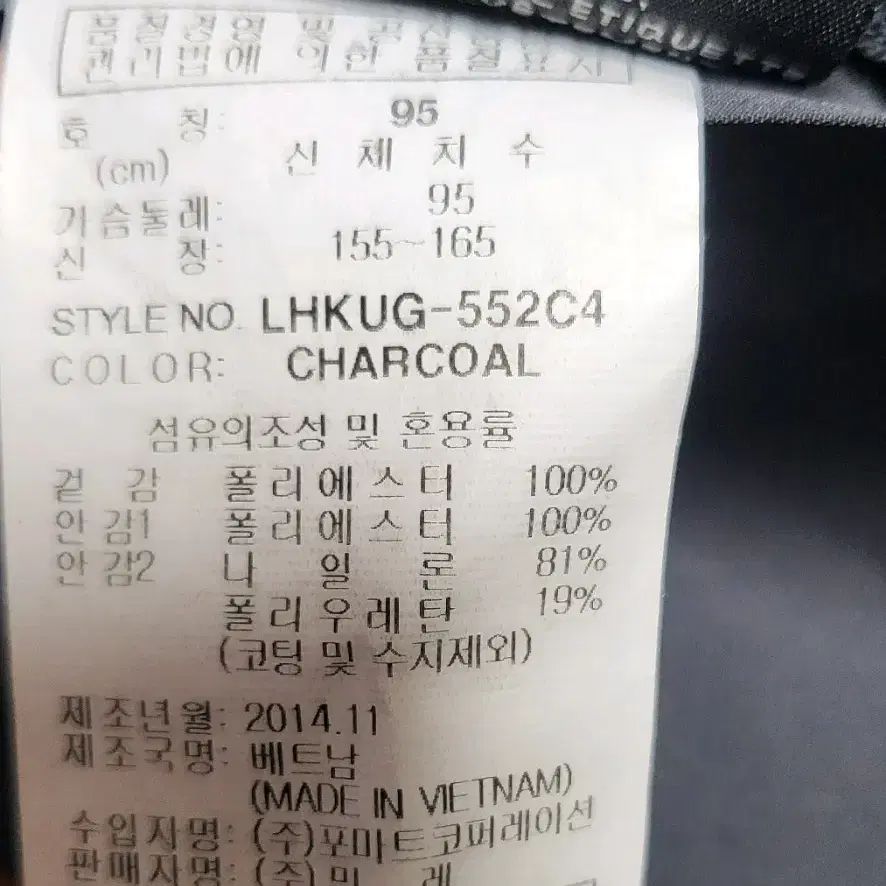 품질경영 및 공산품
관리법에 의한 품질표시
호 칭: 95
(cm) 신 체 치 수
가슴둘레: 95
신 장: 155~165
STYLE NO. LHKUG-552C4
COLOR: CHARCOAL
섬유의조성 및 혼용률
겉 감 폴리에스터 100%
안감1 폴리에스터 100%
안감2 나 일 론 81%
폴리우레탄 19%
(코팅 및 수지제외)
제조년월: 2014.11
제조국명: 베트남
(MADE IN VIETNAM)
수입자명: (주)포마트코퍼레이션
판매자명: (주)밀 레